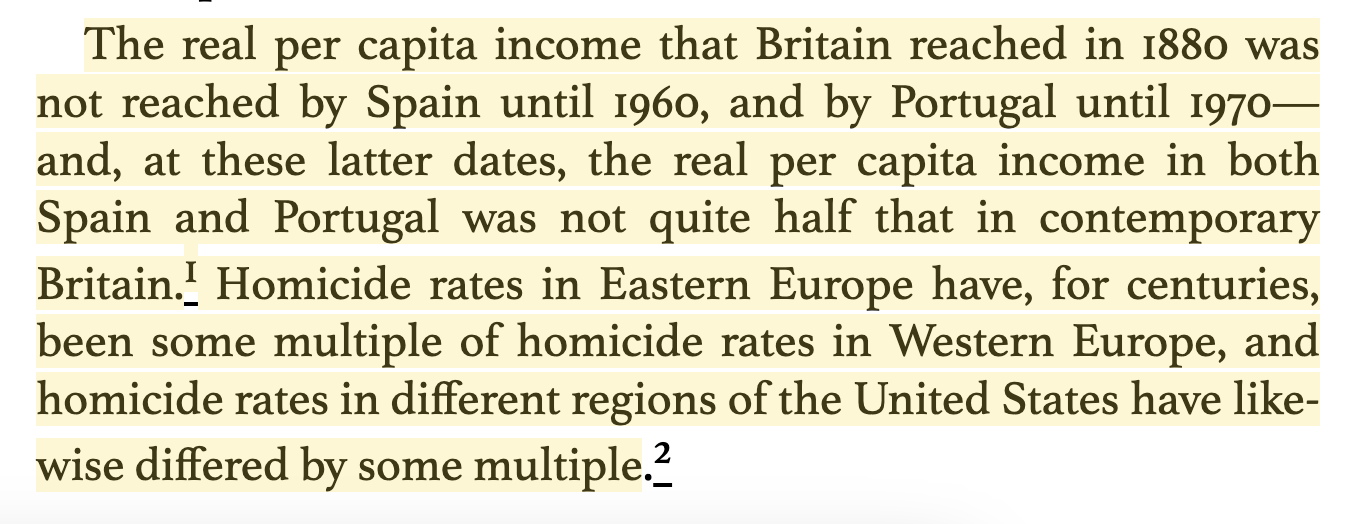 The real per capita income that Britain reached in 1880 was
not reached by Spain until 1960, and by Portugal until 1970—
and, at these latter dates, the real per capita income in both
Spain and Portugal was not quite half that in contemporary
Britain.1 Homicide rates in Eastern Europe have, for centuries,
been some multiple of homicide rates in Western Europe, and
homicide rates in different regions of the United States have like-
wise differed by some multiple.2